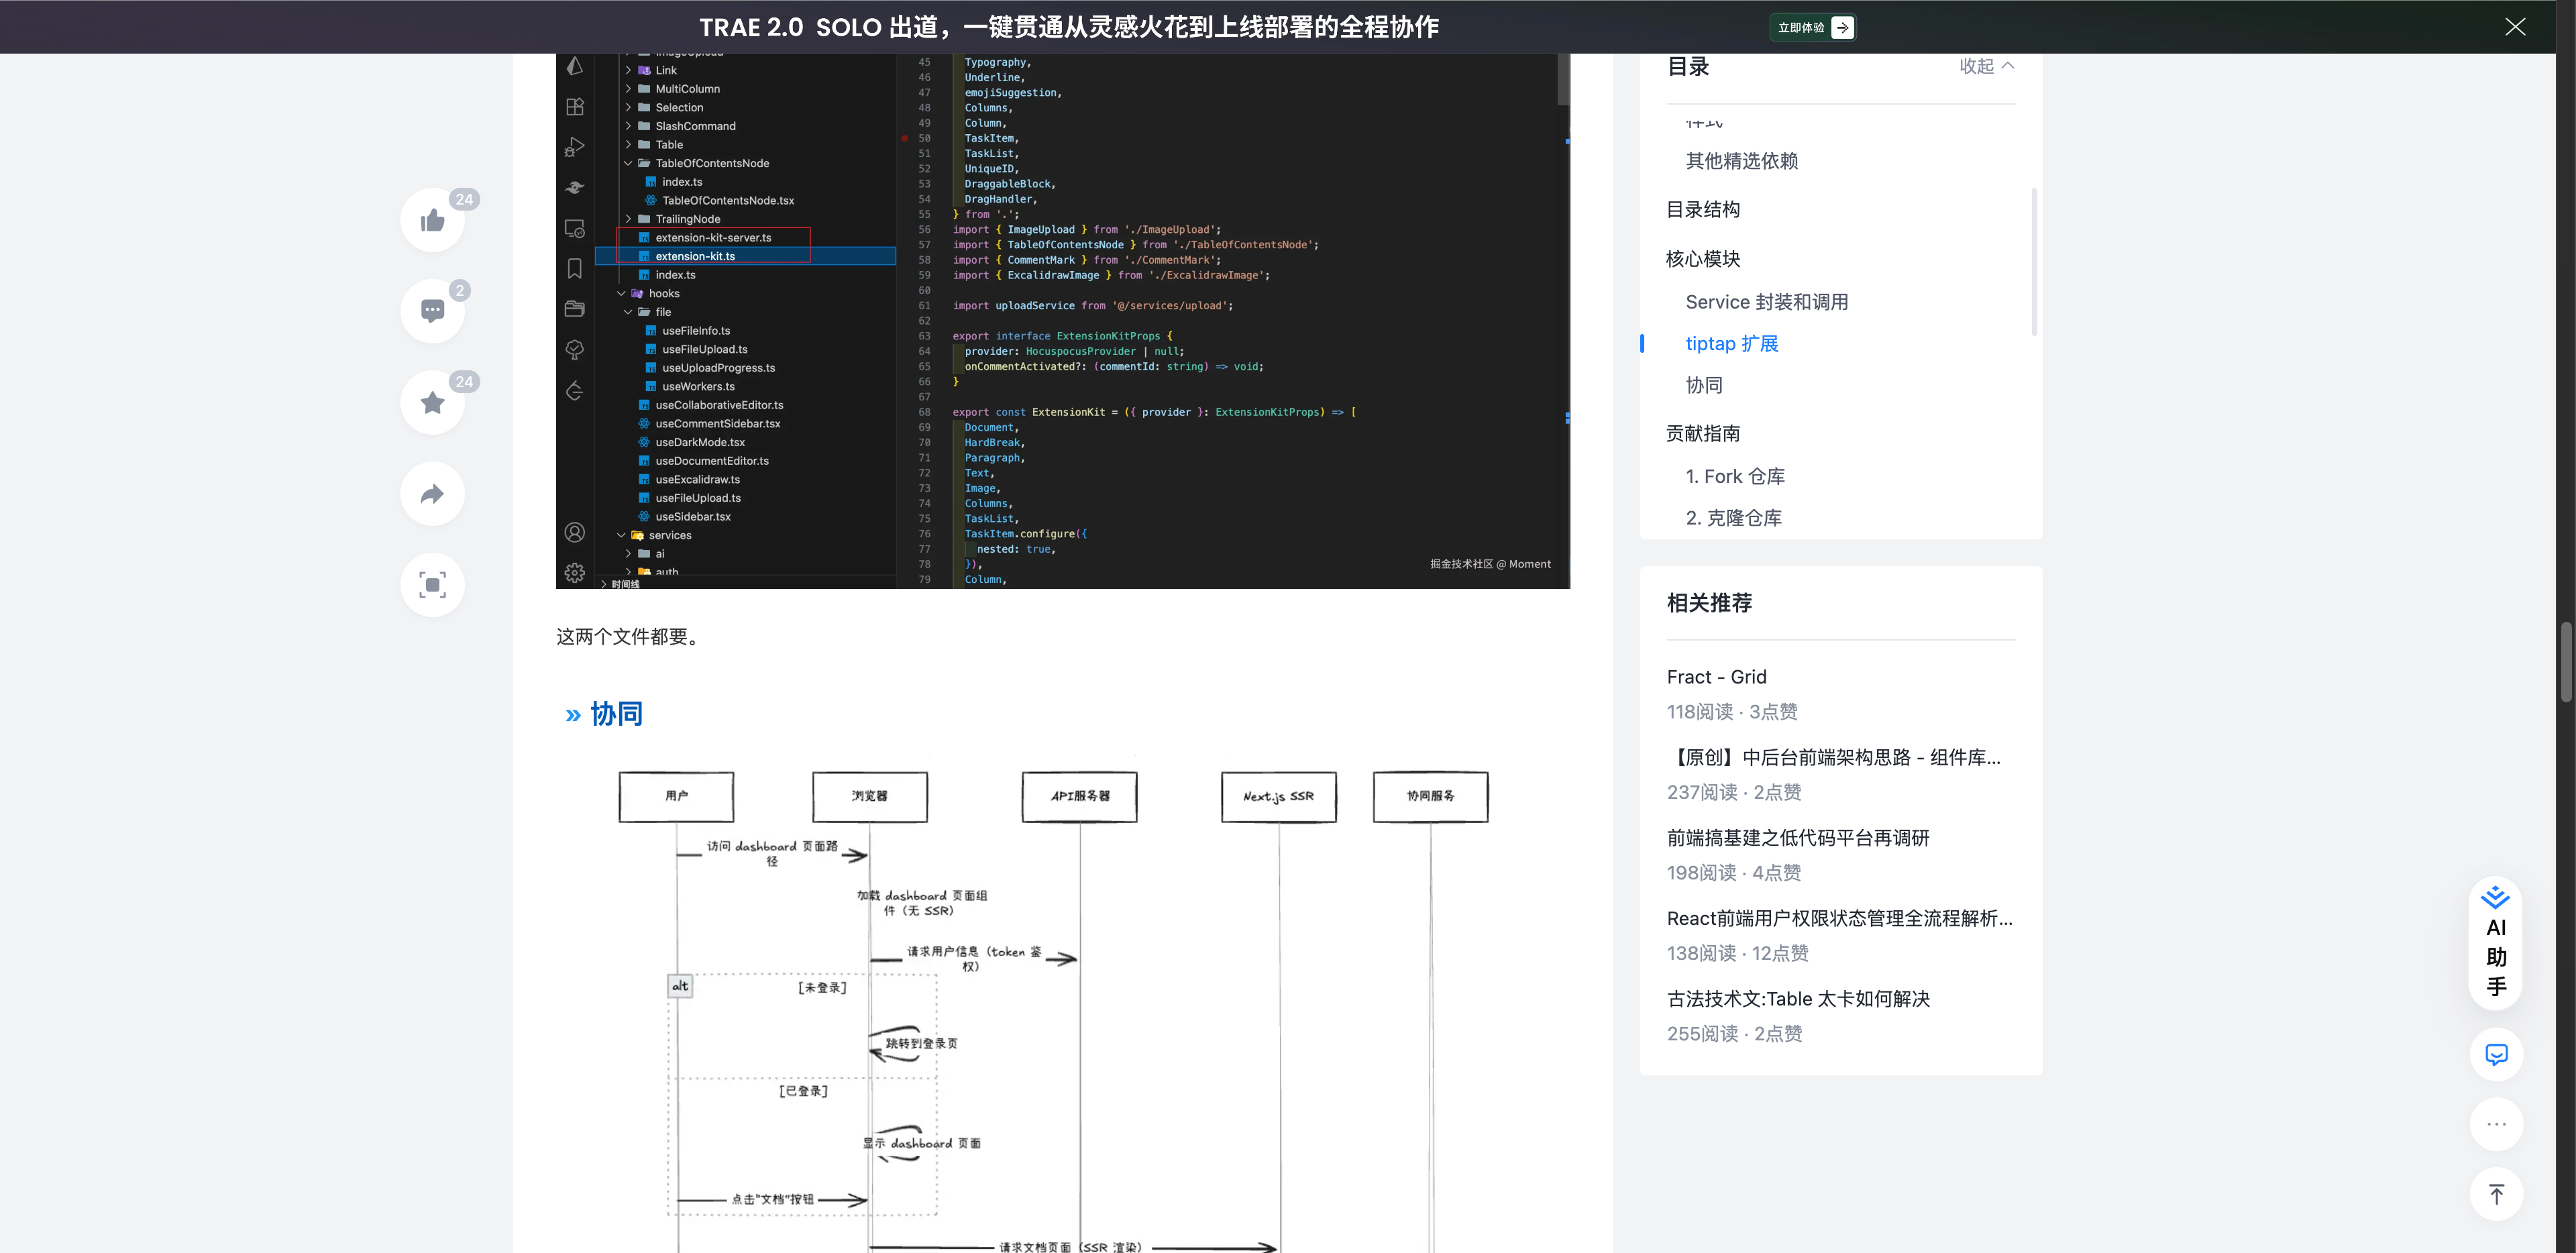 TRAE 2.0 SOLO 出道，一键贯通从灵感火花到上线部署的全程协作
立即体验
24
2
24
Link
MultiColumn
Selection
SlashCommand
Table
TableOfContentsNode
index.ts
TableOfContentsNode.tsx
TrailingNode
extension-kit-server.ts
extension-kit.ts
index.ts
hooks
file
useFileInfo.ts
useFileUpload.ts
useUploadProgress.ts
useWorkers.ts
useCollaborativeEditor.ts
useCommentSidebar.tsx
useDarkMode.tsx
useDocumentEditor.ts
useExcalidraw.ts
useFileUpload.ts
useSidebar.tsx
services
ai
auth
时间线
45 Typography,
46 Underline,
47 emojiSuggestion,
48 Columns,
49 Column,
50 TaskItem,
51 TaskList,
52 UniqueID,
53 DraggableBlock,
54 DragHandler,
55 } from '.';
56 import { ImageUpload } from './ImageUpload';
57 import { TableOfContentsNode } from './TableOfContentsNode';
58 import { CommentMark } from './CommentMark';
59 import { ExcalidrawImage } from './ExcalidrawImage';
60
61 import uploadService from '@/services/upload';
62
63 export interface ExtensionKitProps {
64 provider: HocuspocusProvider | null;
65 onCommentActivated?: (commentId: string) => void;
66 }
67
68 export const ExtensionKit = ({ provider }: ExtensionKitProps) => [
69 Document,
70 HardBreak,
71 Paragraph,
72 Text,
73 Image,
74 Columns,
75 TaskList,
76 TaskItem.configure({
77 nested: true,
78 }),
79 Column,
掘金技术社区 @ Moment
这两个文件都要。
» 协同
用户
浏览器
API服务器
Next.js SSR
协同服务
访问 dashboard 页面路
径
加载 dashboard 页面组
件（无 SSR）
请求用户信息（token 鉴
权）
alt
[未登录]
跳转到登录页
[已登录]
显示 dashboard 页面
点击"文档"按钮
请求文档页面（SSR 渲染）
目录
收起
样式
其他精选依赖
目录结构
核心模块
Service 封装和调用
tiptap 扩展
协同
贡献指南
1. Fork 仓库
2. 克隆仓库
相关推荐
Fract - Grid
118阅读 · 3点赞
【原创】中后台前端架构思路 - 组件库...
237阅读 · 2点赞
前端搞基建之低代码平台再调研
198阅读 · 4点赞
React前端用户权限状态管理全流程解析...
138阅读 · 12点赞
古法技术文:Table 太卡如何解决
255阅读 · 2点赞
AI
助
手